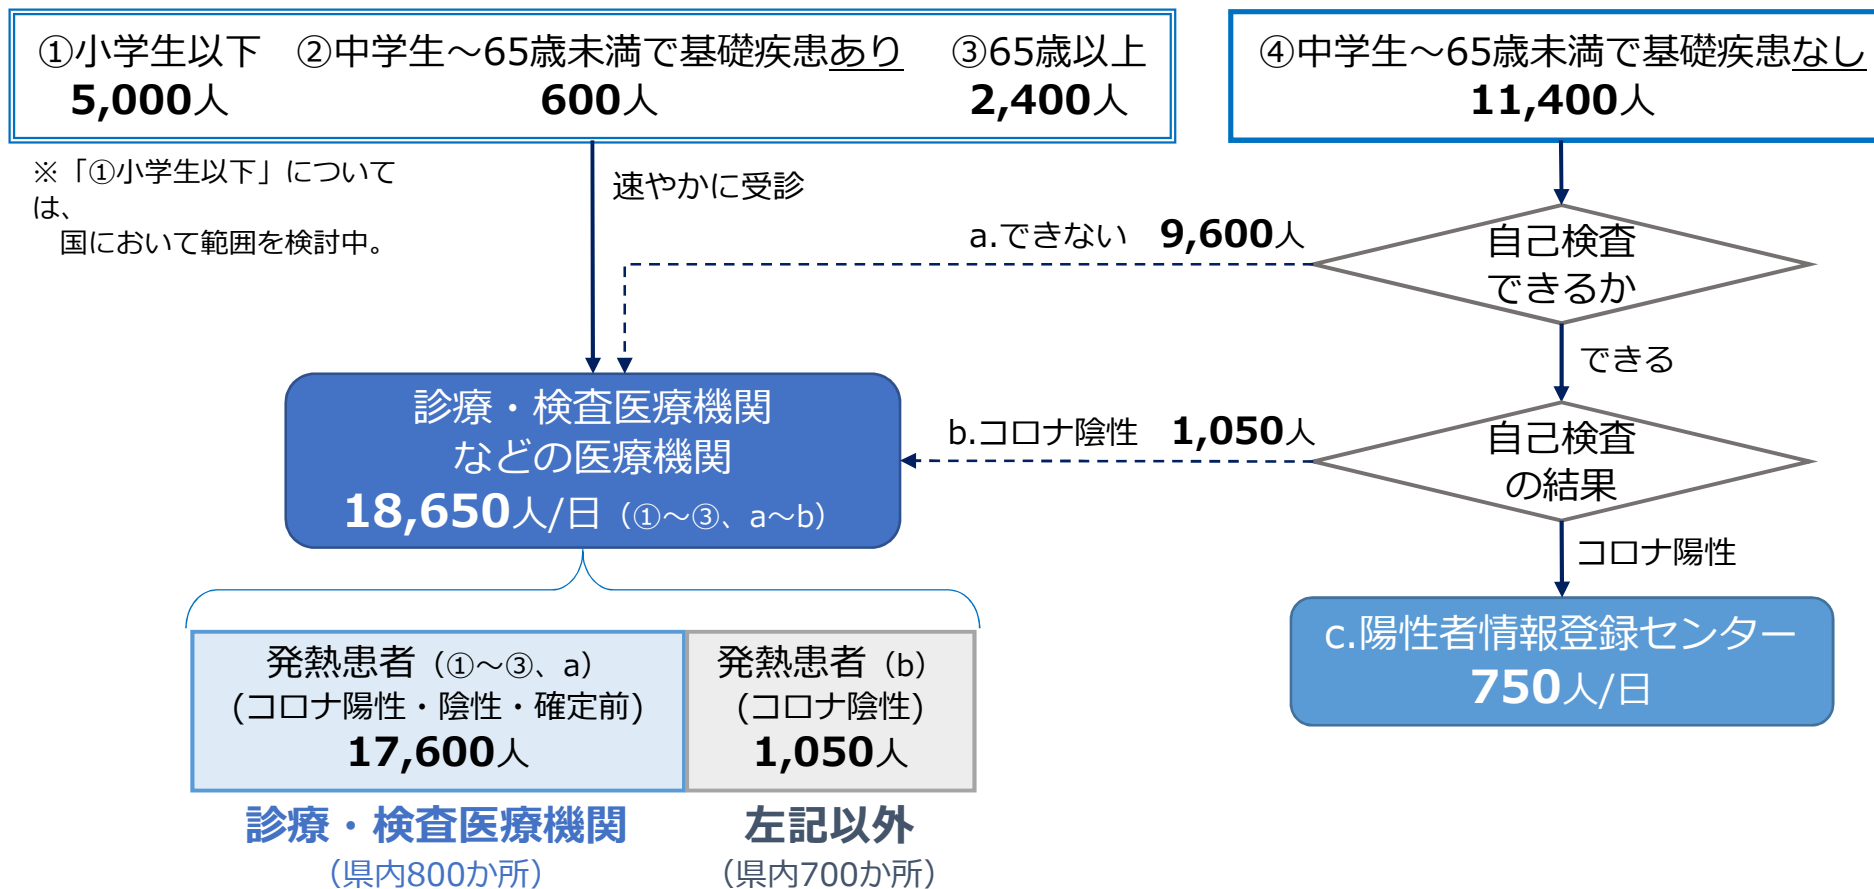 ①小学生以下
5,000人
②中学生～65歳未満で基礎疾患あり
600人
③65歳以上
2,400人
④中学生～65歳未満で基礎疾患なし
11,400人
※「①小学生以下」について
は、
国において範囲を検討中。
速やかに受診
a.できない 9,600人
自己検査
できるか
できる
診療・検査医療機関
などの医療機関
18,650人/日（①～③、a～b）
b.コロナ陰性 1,050人
自己検査
の結果
コロナ陽性
c.陽性者情報登録センター
750人/日
発熱患者（①～③、a）
(コロナ陽性・陰性・確定前)
17,600人
発熱患者（b）
(コロナ陰性)
1,050人
診療・検査医療機関
（県内800か所）
左記以外
（県内700か所）